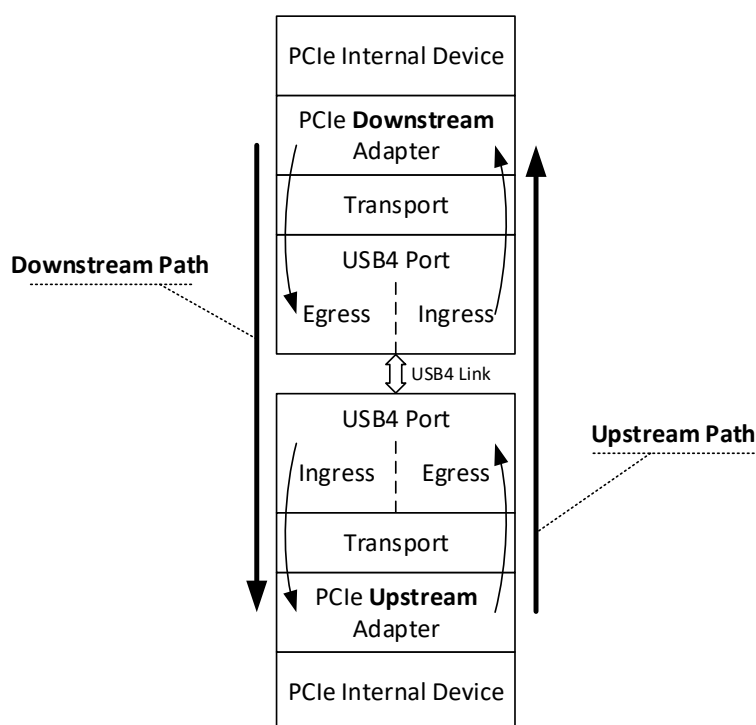 PCIe Internal Device
PCIe Downstream
Adapter
Transport
USB4 Port
Egress
Ingress
Downstream Path
USB4 Link
USB4 Port
Ingress
Egress
Upstream Path
Transport
PCIe Upstream
Adapter
PCIe Internal Device